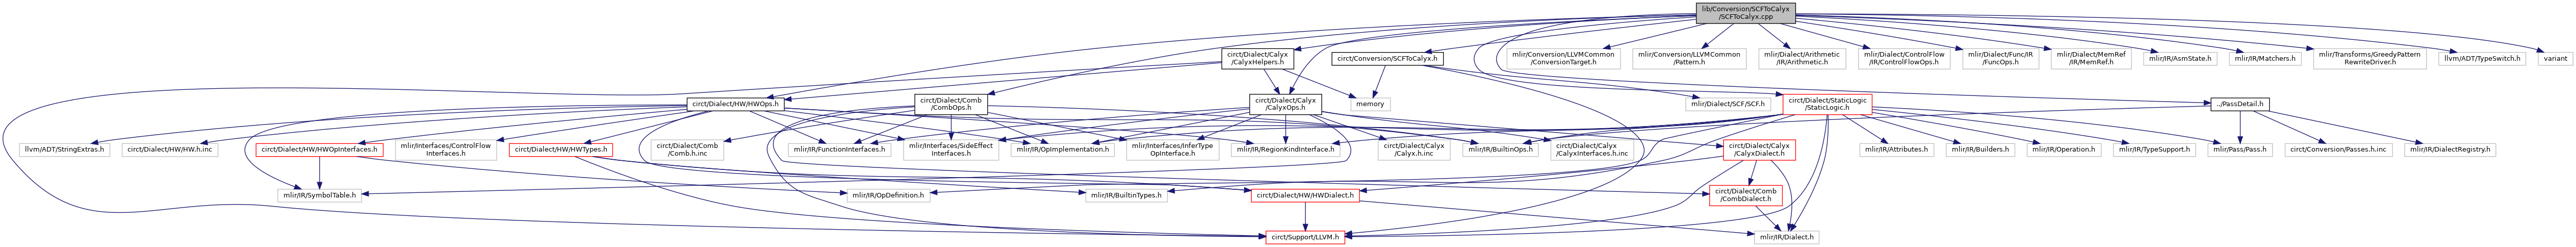 lib/Conversion/SCFToCalyx
/SCFToCalyx.cpp
circt/Dialect/Calyx
/CalyxHelpers.h
circt/Conversion/SCFToCalyx.h
mlir/Conversion/LLVMCommon
/ConversionTarget.h
mlir/Conversion/LLVMCommon
/Pattern.h
mlir/Dialect/Arithmetic
/IR/Arithmetic.h
mlir/Dialect/ControlFlow
/IR/ControlFlowOps.h
mlir/Dialect/Func/IR
/FuncOps.h
mlir/Dialect/MemRef
/IR/MemRef.h
mlir/IR/AsmState.h
mlir/IR/Matchers.h
mlir/Transforms/GreedyPattern
RewriteDriver.h
llvm/ADT/TypeSwitch.h
variant
circt/Dialect/HW/HWOps.h
circt/Dialect/Comb
/CombOps.h
circt/Dialect/Calyx
/CalyxOps.h
memory
mlir/Dialect/SCF/SCF.h
circt/Dialect/StaticLogic
/StaticLogic.h
../PassDetail.h
llvm/ADT/StringExtras.h
circt/Dialect/HW/HW.h.inc
circt/Dialect/HW/HWOpInterfaces.h
mlir/Interfaces/ControlFlow
Interfaces.h
circt/Dialect/HW/HWTypes.h
circt/Dialect/Comb
/Comb.h.inc
mlir/IR/FunctionInterfaces.h
mlir/Interfaces/SideEffect
Interfaces.h
mlir/IR/OpImplementation.h
mlir/Interfaces/InferType
OpInterface.h
mlir/IR/RegionKindInterface.h
circt/Dialect/Calyx
/Calyx.h.inc
mlir/IR/BuiltinOps.h
circt/Dialect/Calyx
/CalyxInterfaces.h.inc
circt/Dialect/Calyx
/CalyxDialect.h
mlir/IR/Attributes.h
mlir/IR/Builders.h
mlir/IR/Operation.h
mlir/IR/TypeSupport.h
mlir/Pass/Pass.h
circt/Conversion/Passes.h.inc
mlir/IR/DialectRegistry.h
mlir/IR/SymbolTable.h
mlir/IR/OpDefinition.h
mlir/IR/BuiltinTypes.h
circt/Dialect/HW/HWDialect.h
circt/Dialect/Comb
/CombDialect.h
circt/Support/LLVM.h
mlir/IR/Dialect.h